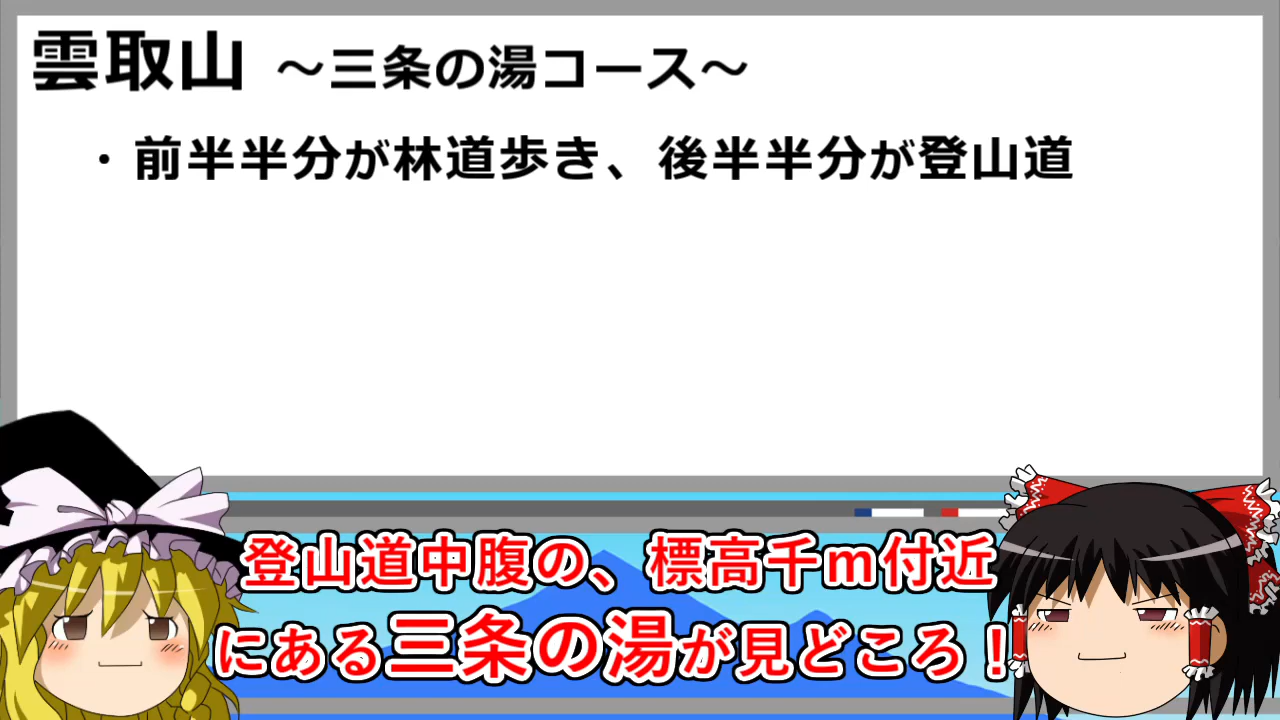 雲取山 ～三条の湯コース～
・前半半分が林道歩き、後半半分が登山道
登山道中腹の、標高千m付近
にある三条の湯が見どころ！